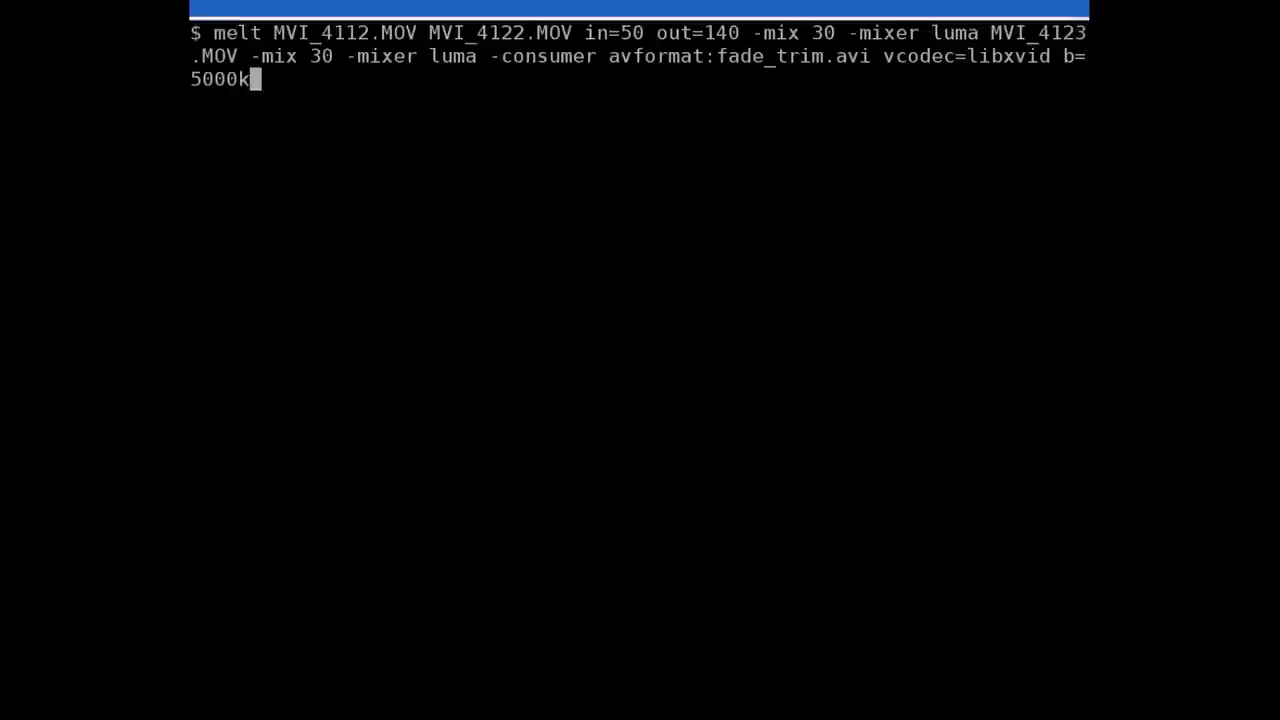 $ melt MVI_4112.MOV MVI_4122.MOV in=50 out=140 -mix 30 -mixer luma MVI_4123
.MOV -mix 30 -mixer luma -consumer avformat:fade_trim.avi vcodec=libxvid b=
5000k